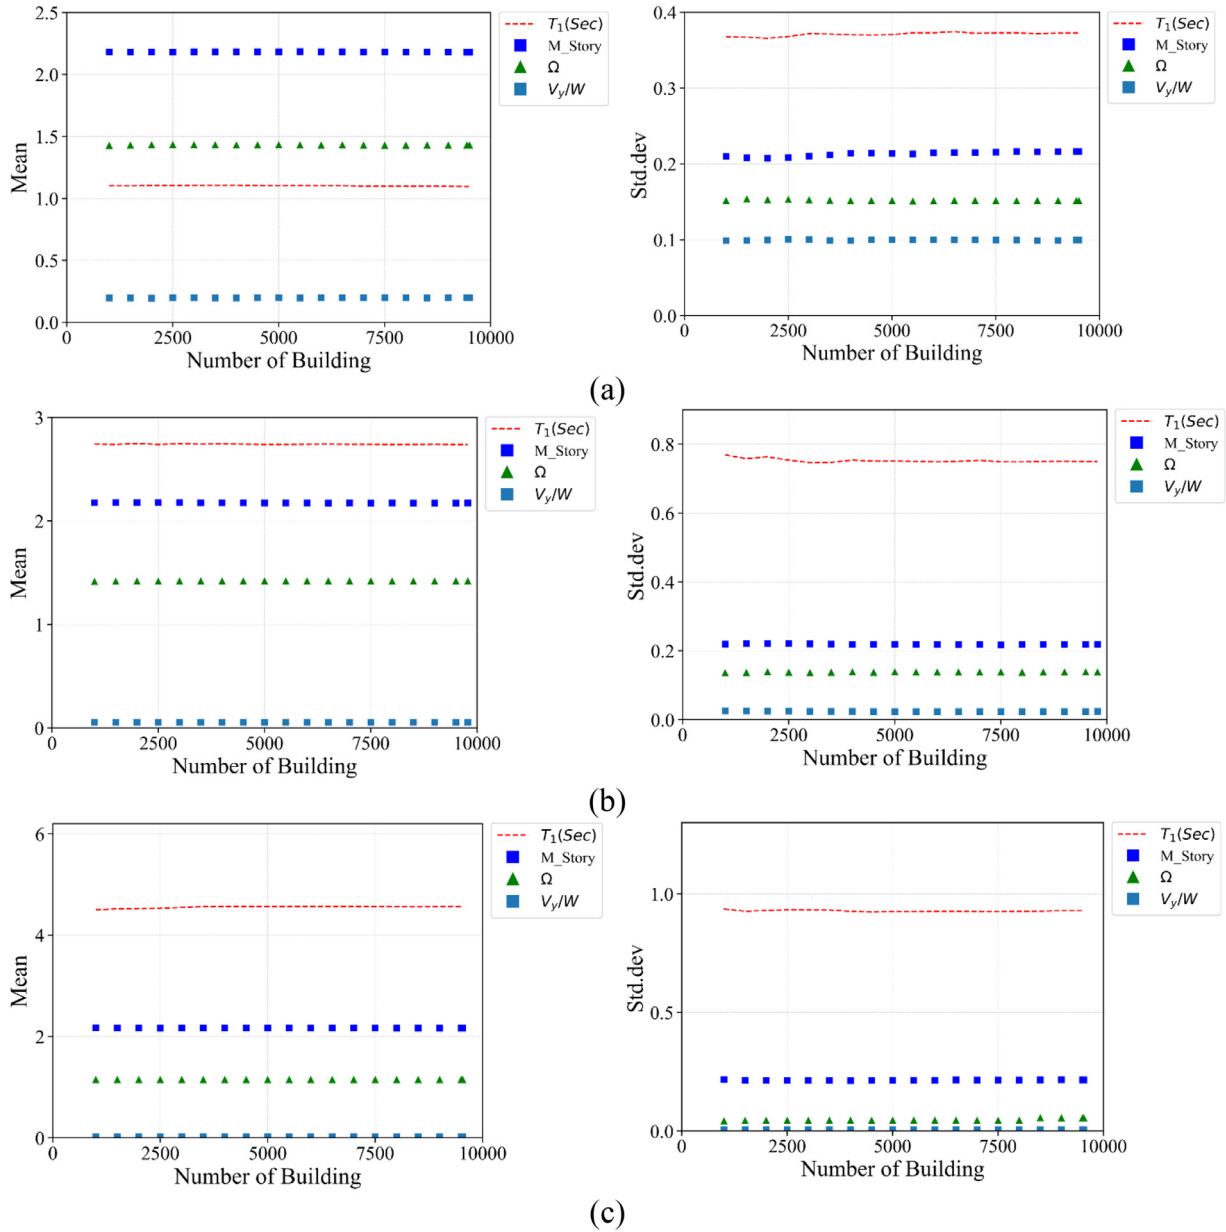 2.5
2.0
1.5
1.0
0.5
0.0
Mean
0
2500
5000
7500
10000
Number of Building
T₁(Sec)
M_Story
Ω
V_y/W
0.4
0.3
0.2
0.1
0.0
Std.dev
0
2500
5000
7500
10000
Number of Building
T₁(Sec)
M_Story
Ω
V_y/W
(a)
3
2
1
0
Mean
0
2500
5000
7500
10000
Number of Building
T₁(Sec)
M_Story
Ω
V_y/W
0.8
0.6
0.4
0.2
0.0
Std.dev
0
2500
5000
7500
10000
Number of Building
T₁(Sec)
M_Story
Ω
V_y/W
(b)
6
4
2
0
Mean
0
2500
5000
7500
10000
Number of Building
T₁(Sec)
M_Story
Ω
V_y/W
1.0
0.5
0.0
Std.dev
0
2500
5000
7500
10000
Number of Building
T₁(Sec)
M_Story
Ω
V_y/W
(c)